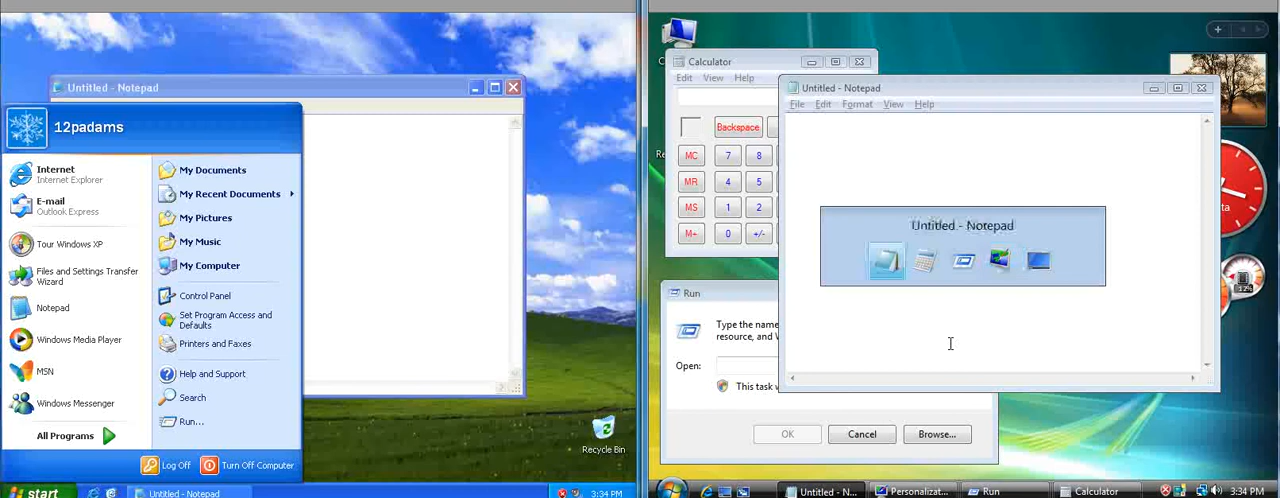 Untitled - Notepad
12padams
Internet
Internet Explorer
E-mail
Outlook Express
Tour Windows XP
Files and Settings Transfer
Wizard
Notepad
Windows Media Player
MSN
Windows Messenger
All Programs
My Documents
My Recent Documents
My Pictures
My Music
My Computer
Control Panel
Set Program Access and
Defaults
Printers and Faxes
Help and Support
Search
Run...
Log Off
Turn Off Computer
Recycle Bin
start
Untitled - Notepad
3:34 PM
Calculator
Edit View Help
Backspace
MC 7 8
MR 4 5
MS 1 2
M+ 0 +/-
Untitled - Notepad
File Edit Format View Help
Untitled - Notepad
Run
Type the name
resource, and
Open:
This task
OK Cancel Browse...
12%
Untitled - N...
Personalizat...
Run
Calculator
3:34 PM